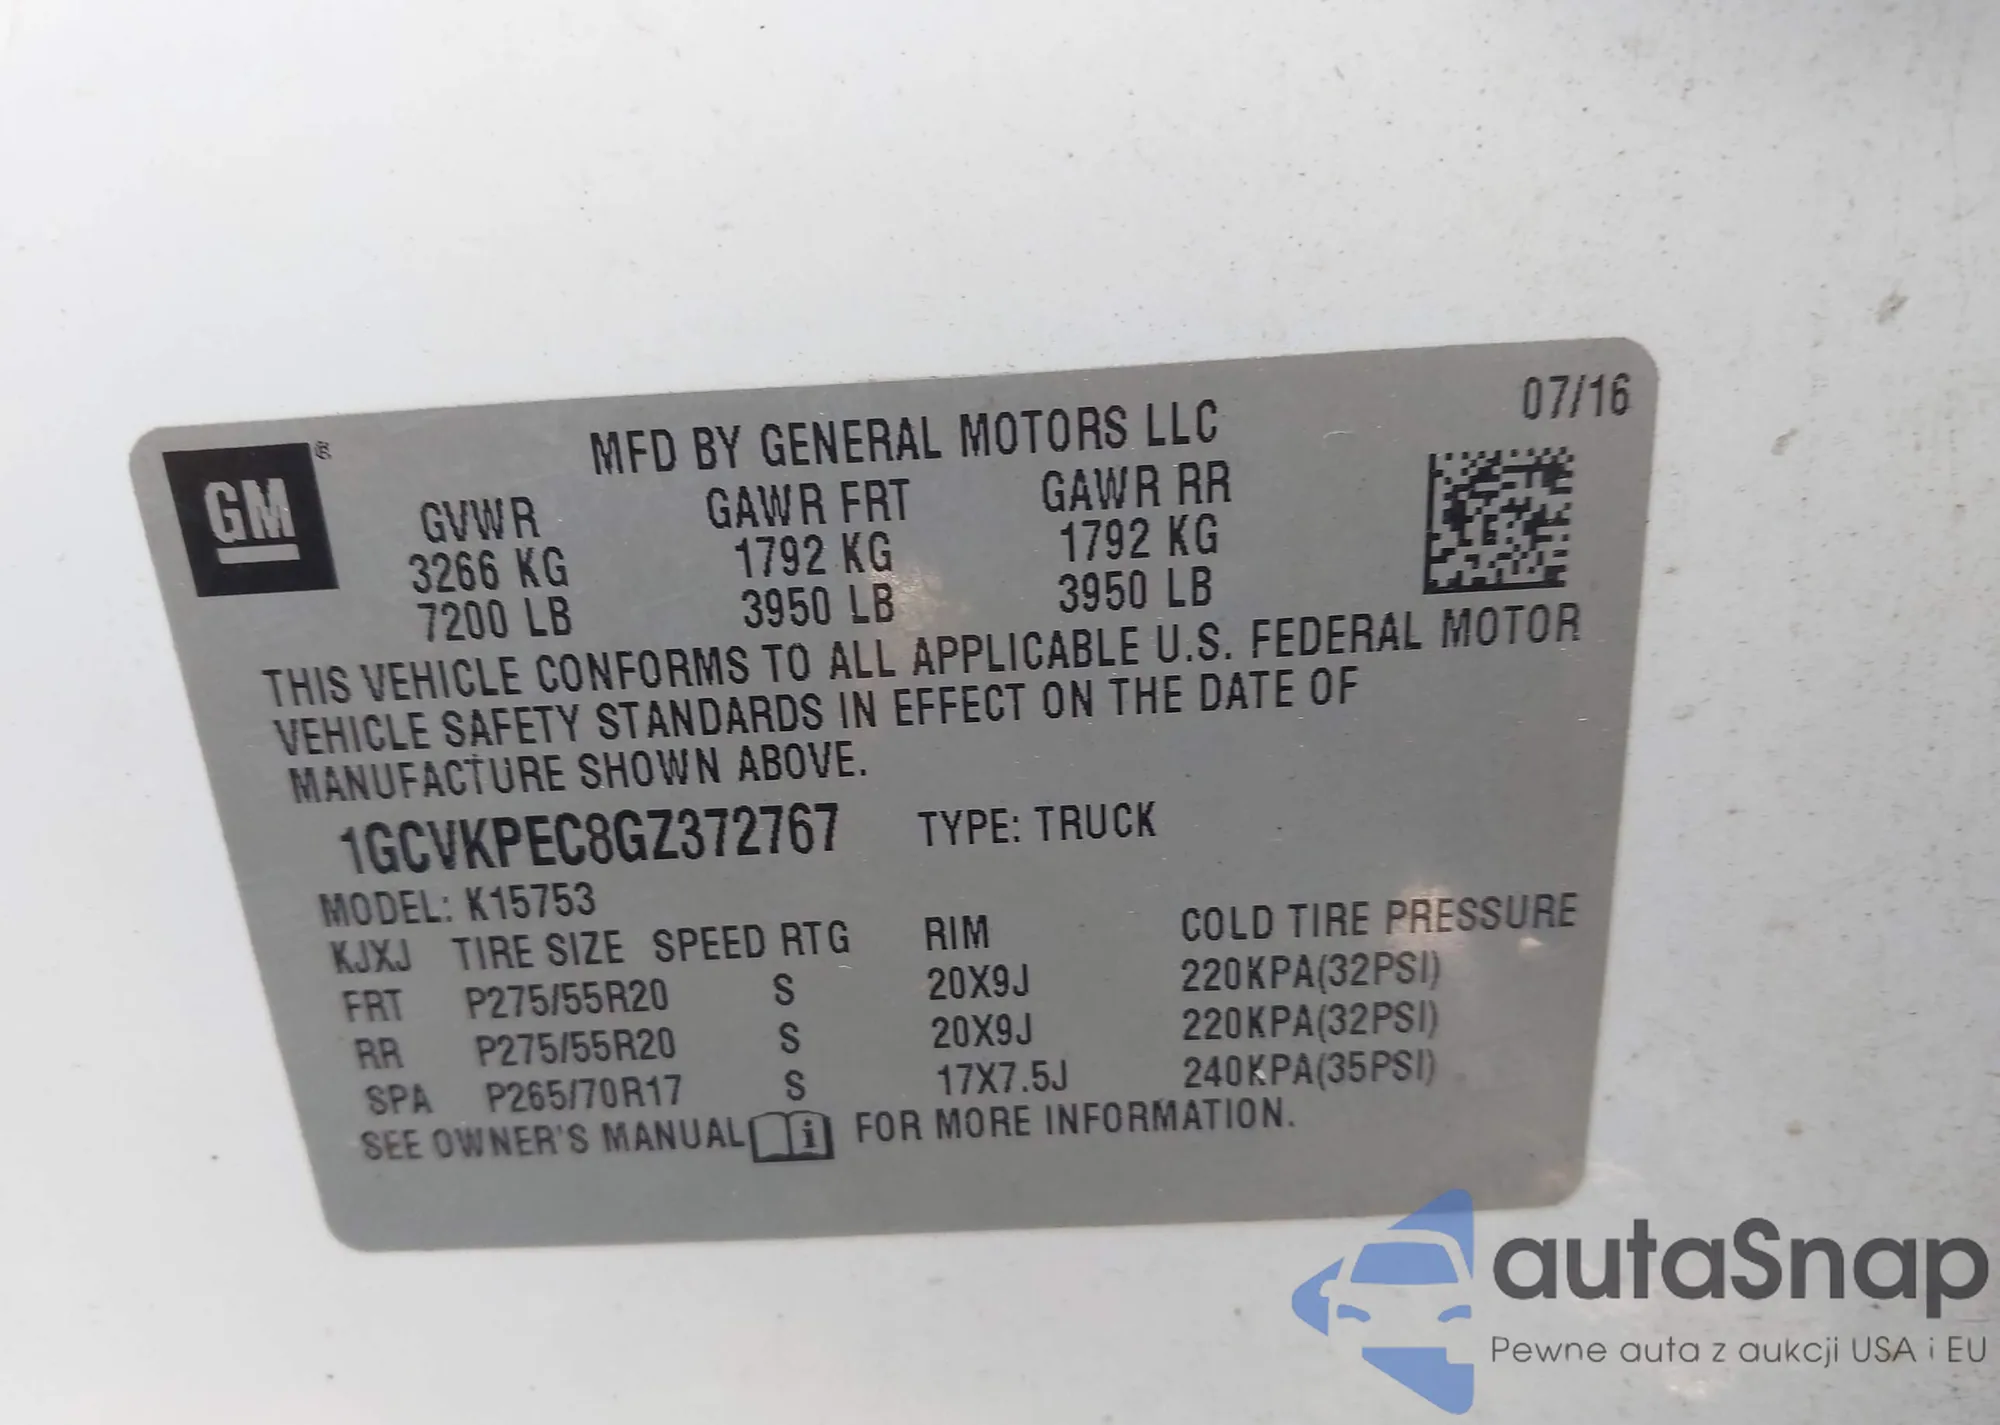 07/16
GM ®
MFD BY GENERAL MOTORS LLC
GVWR GAWR FRT GAWR RR
3266 KG 1792 KG 1792 KG
7200 LB 3950 LB 3950 LB
THIS VEHICLE CONFORMS TO ALL APPLICABLE U.S. FEDERAL MOTOR
VEHICLE SAFETY STANDARDS IN EFFECT ON THE DATE OF
MANUFACTURE SHOWN ABOVE.
1GCVKPEC8GZ372767 TYPE: TRUCK
MODEL: K15753
KJXJ TIRE SIZE SPEED RTG RIM COLD TIRE PRESSURE
FRT P275/55R20 S 20X9J 220KPA(32PSI)
RR P275/55R20 S 20X9J 220KPA(32PSI)
SPA P265/70R17 S 17X7.5J 240KPA(35PSI)
SEE OWNER'S MANUAL i FOR MORE INFORMATION.
autaSnap
Pewne auta z aukcji USA i EU